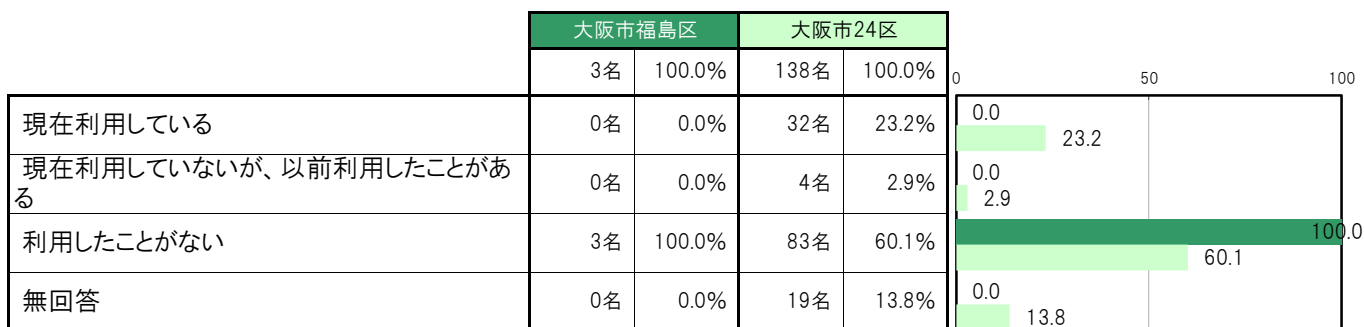 大阪市福島区 大阪市24区
3名 100.0% 138名 100.0% 0 50 100
現在利用している 0名 0.0% 32名 23.2% 0.0
23.2
現在利用していないが、以前利用したことがあ
る 0名 0.0% 4名 2.9% 0.0
2.9
利用したことがない 3名 100.0% 83名 60.1% 100.0
60.1
無回答 0名 0.0% 19名 13.8% 0.0
13.8